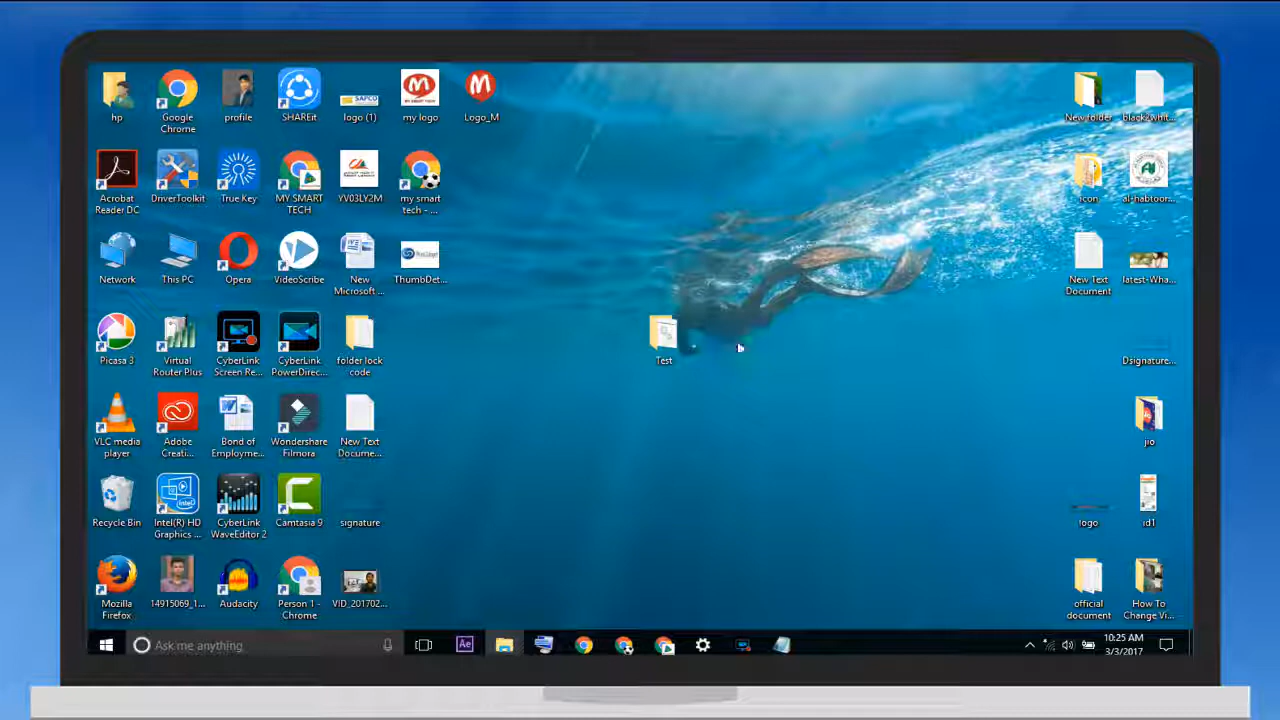 hp
Google
Chrome
profile
SHAREit
logo (1)
my logo
Logo_M
New folder
black2whit...
Acrobat
Reader DC
DriverToolkit
True Key
MY SMART
TECH
YV03LY2M
my smart
tech - ...
icon
al-nabtoor...
Network
This PC
Opera
VideoScribe
New
Microsoft ...
ThumbDet...
New Text
Document
latest-Wha...
Picasa 3
Virtual
Router Plus
CyberLink
Screen Re...
CyberLink
PowerDirec...
folder lock
code
Test
Dsignature...
VLC media
player
Adobe
Creati...
Bond of
Employme...
Wondershare
Filmora
New Text
Docume...
jio
Recycle Bin
Intel(R) HD
Graphics ...
CyberLink
WaveEditor 2
Camtasia 9
signature
logo
id1
Mozilla
Firefox
14915069_1...
Audacity
Person 1 -
Chrome
VID_201702...
official
document
How To
Change Vi...
Ask me anything
Ae
10:25 AM
3/3/2017